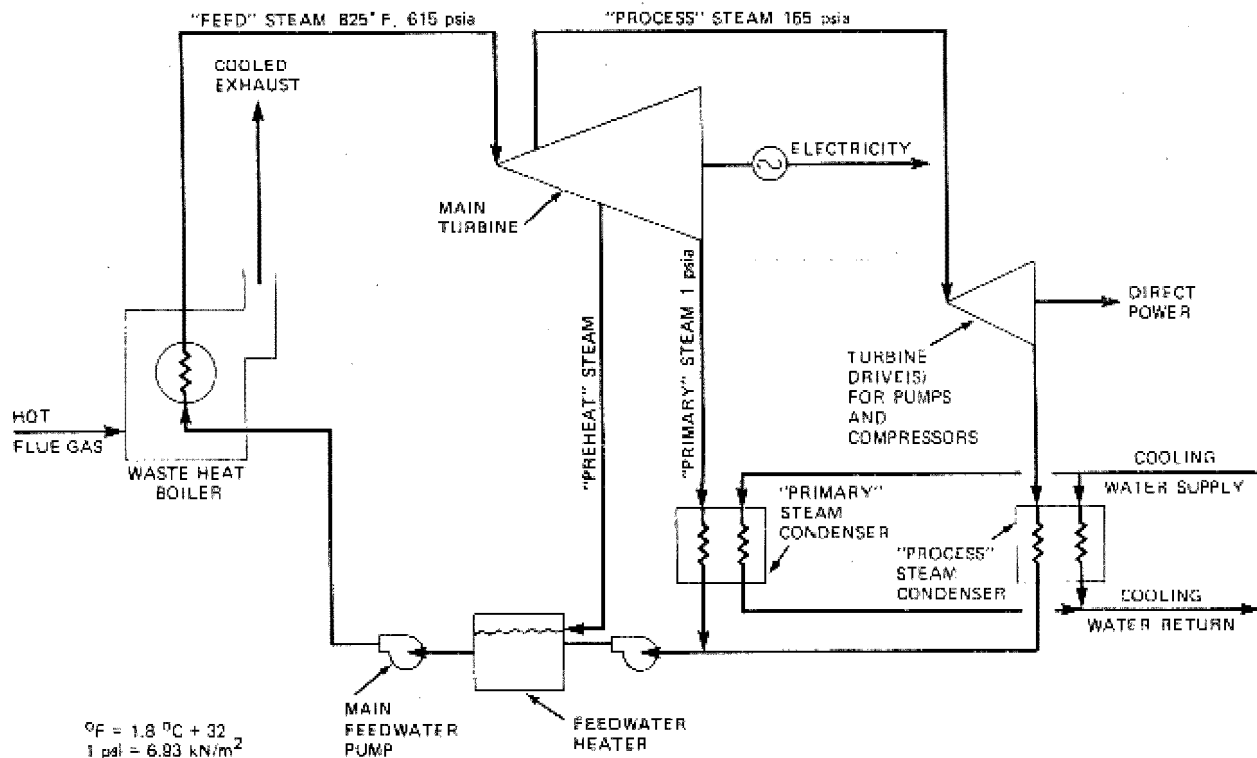 "FEED" STEAM 825° F, 615 psia
"PROCESS" STEAM 165 psia
COOLED
EXHAUST
ELECTRICITY
MAIN
TURBINE
"PREHEAT" STEAM
"PRIMARY" STEAM 1 psia
DIRECT
POWER
TURBINE
DRIVE(S)
FOR PUMPS
AND
COMPRESSORS
HOT
FLUE GAS
WASTE HEAT
BOILER
COOLING
WATER SUPPLY
"PRIMARY"
STEAM
CONDENSER
"PROCESS"
STEAM
CONDENSER
COOLING
WATER RETURN
MAIN
FEEDWATER
PUMP
FEEDWATER
HEATER
°F = 1.8 °C + 32
1 psi = 6.93 kN/m²